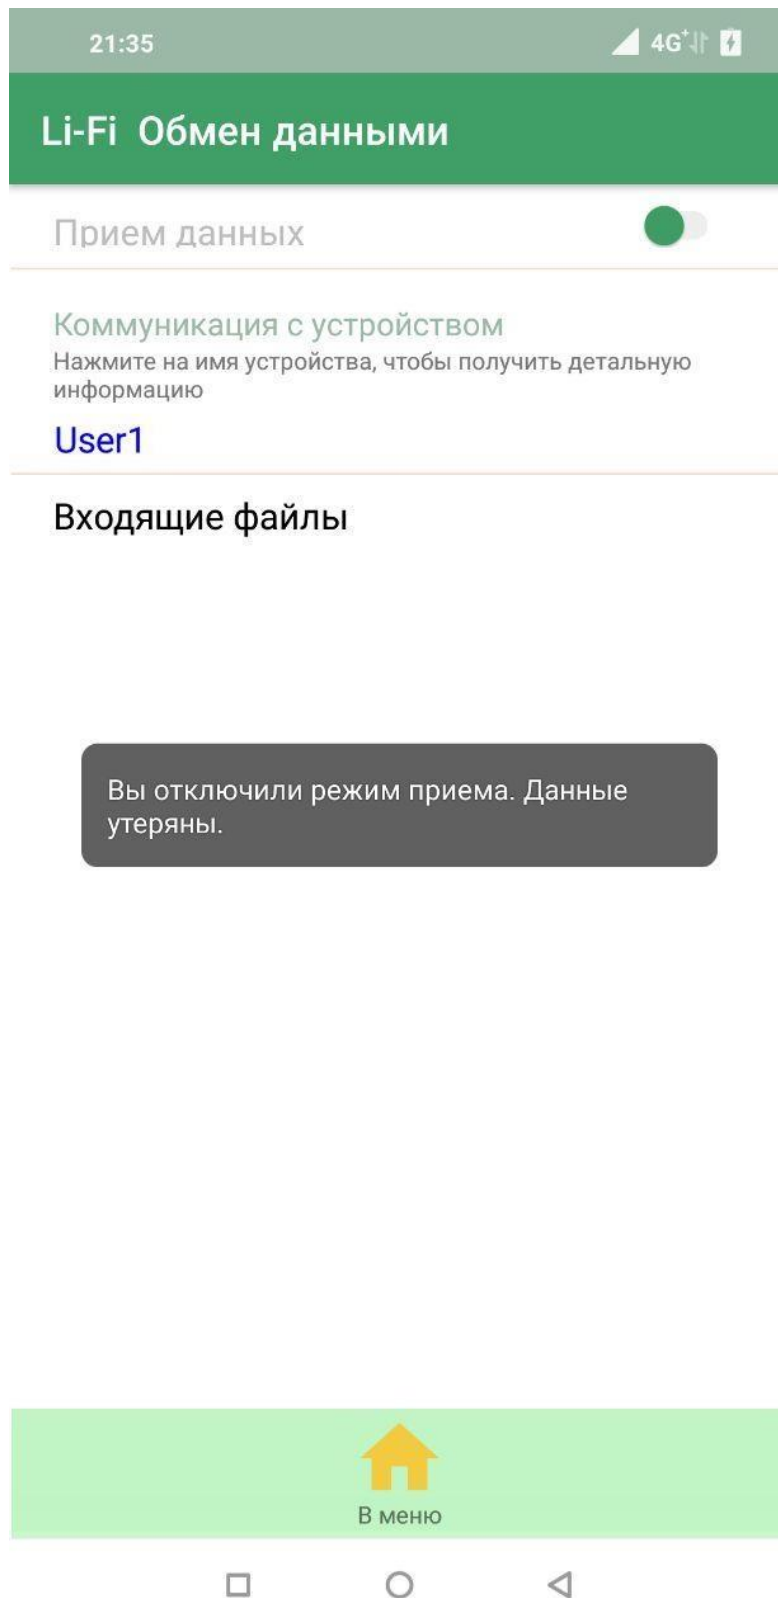 21:35 4G+
Li-Fi Обмен данными
Прием данных
Коммуникация с устройством
Нажмите на имя устройства, чтобы получить детальную
информацию
User1
Входящие файлы
Вы отключили режим приема. Данные
утеряны.
В меню